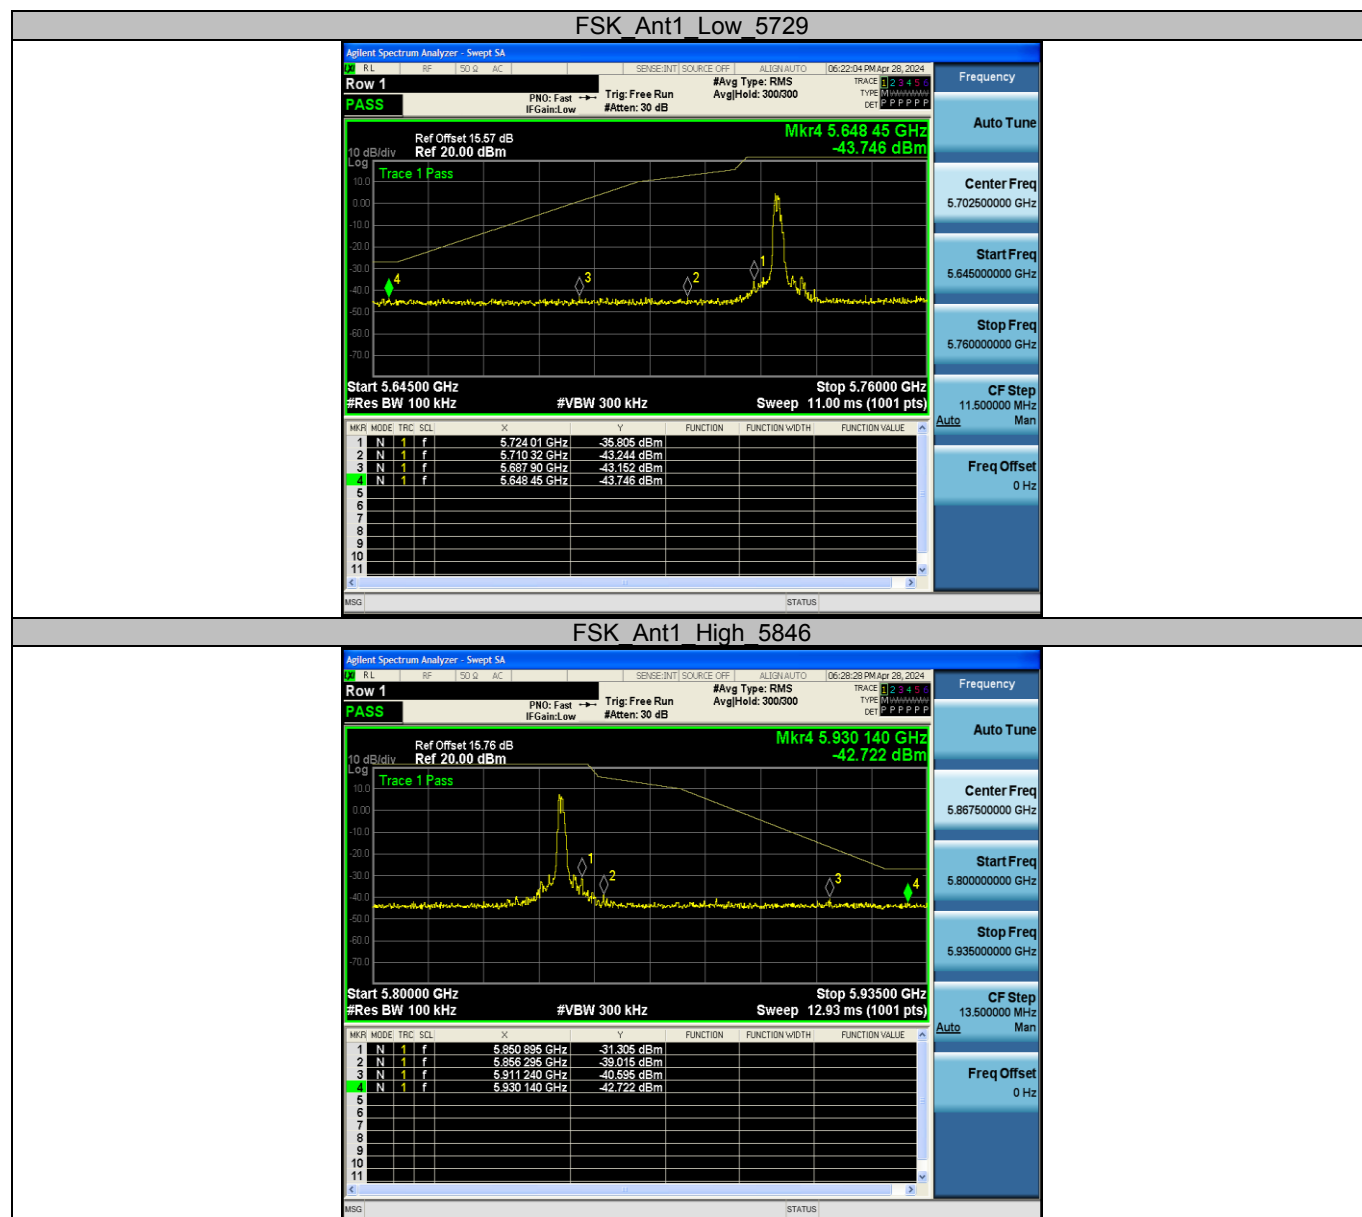 FSK_Ant1_Low_5729
Agilent Spectrum Analyzer - Swept SA
RL RF 50 Ω AC SENSE:INT SOURCE OFF ALIGN AUTO 06:22:04 PM Apr 28, 2024
Row 1
PASS
PNO: Fast
IFGain:Low
Trig: Free Run
#Atten: 30 dB
#Avg Type: RMS
Avg|Hold: 300/300
TRACE 1 2 3 4 5 6
TYPE M
DET P P P P P P
Mkr4 5.648 45 GHz
-43.746 dBm
Ref Offset 15.57 dB
10 dB/div Ref 20.00 dBm
Log
Trace 1 Pass
10.0
0.00
-10.0
-20.0
-30.0
-40.0
-50.0
-60.0
-70.0
4
3
2
1
Start 5.64500 GHz Stop 5.76000 GHz
#Res BW 100 kHz #VBW 300 kHz Sweep 11.00 ms (1001 pts)
MKR MODE TRC SCL X Y FUNCTION FUNCTION WIDTH FUNCTION VALUE
1 N 1 f 5.724 01 GHz -35.805 dBm
2 N 1 f 5.710 32 GHz -43.244 dBm
3 N 1 f 5.687 90 GHz -43.152 dBm
4 N 1 f 5.648 45 GHz -43.746 dBm
5
6
7
8
9
10
11
MSG STATUS
Frequency
Auto Tune
Center Freq
5.702500000 GHz
Start Freq
5.645000000 GHz
Stop Freq
5.760000000 GHz
CF Step
11.500000 MHz
Auto Man
Freq Offset
0 Hz
FSK_Ant1_High_5846
Agilent Spectrum Analyzer - Swept SA
RL RF 50 Ω AC SENSE:INT SOURCE OFF ALIGN AUTO 06:28:28 PM Apr 28, 2024
Row 1
PASS
PNO: Fast
IFGain:Low
Trig: Free Run
#Atten: 30 dB
#Avg Type: RMS
Avg|Hold: 300/300
TRACE 1 2 3 4 5 6
TYPE M
DET P P P P P P
Mkr4 5.930 140 GHz
-42.722 dBm
Ref Offset 15.76 dB
10 dB/div Ref 20.00 dBm
Log
Trace 1 Pass
10.0
0.00
-10.0
-20.0
-30.0
-40.0
-50.0
-60.0
-70.0
1
2
3
4
Start 5.80000 GHz Stop 5.93500 GHz
#Res BW 100 kHz #VBW 300 kHz Sweep 12.93 ms (1001 pts)
MKR MODE TRC SCL X Y FUNCTION FUNCTION WIDTH FUNCTION VALUE
1 N 1 f 5.850 895 GHz -31.305 dBm
2 N 1 f 5.856 295 GHz -39.015 dBm
3 N 1 f 5.911 240 GHz -40.595 dBm
4 N 1 f 5.930 140 GHz -42.722 dBm
5
6
7
8
9
10
11
MSG STATUS
Frequency
Auto Tune
Center Freq
5.867500000 GHz
Start Freq
5.800000000 GHz
Stop Freq
5.935000000 GHz
CF Step
13.500000 MHz
Auto Man
Freq Offset
0 Hz